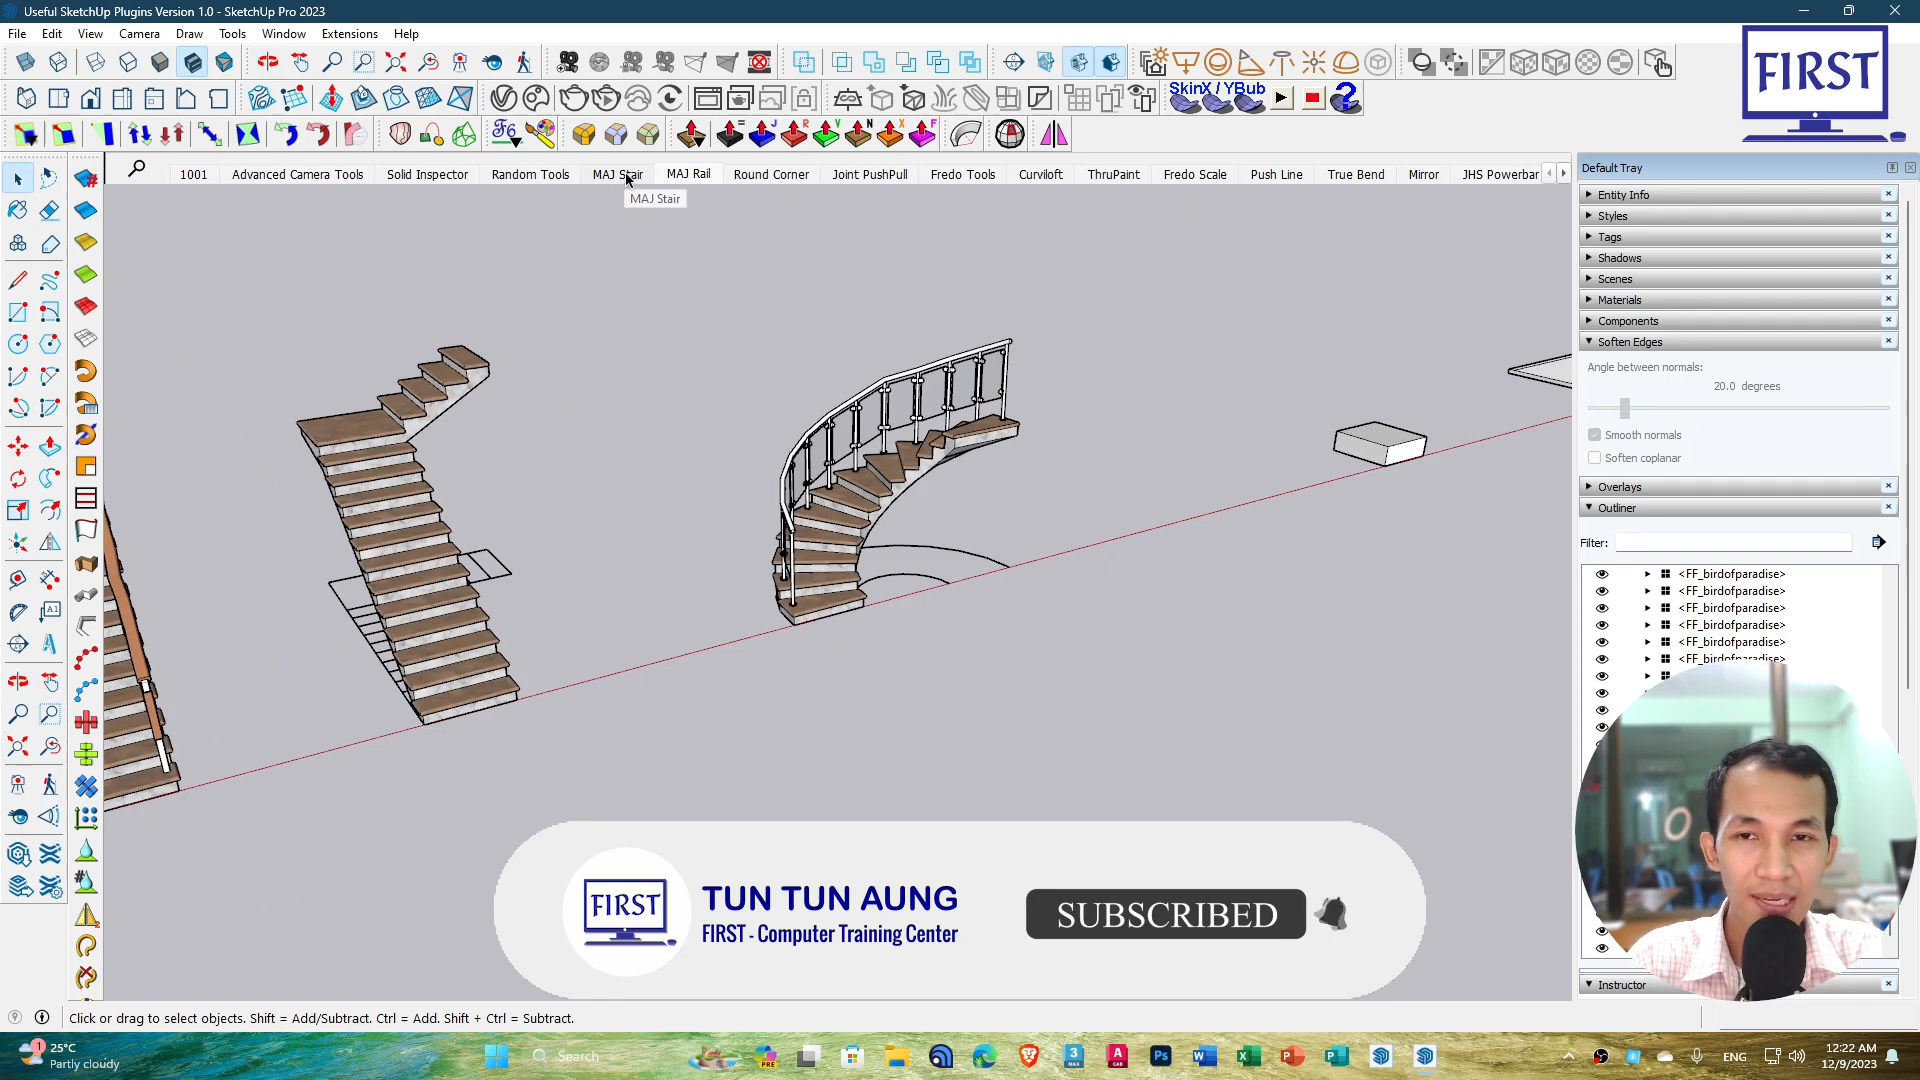 Useful SketchUp Plugins Version 1.0 - SketchUp Pro 2023
File Edit View Camera Draw Tools Window Extensions Help
FIRST
SkinX / YBub
1001 Advanced Camera Tools Solid Inspector Random Tools MAJ Stair MAJ Rail Round Corner Joint PushPull Fredo Tools Curviloft ThruPaint Fredo Scale Push Line True Bend Mirror JHS Powerbar
MAJ Stair
Default Tray
Entity Info
Styles
Tags
Shadows
Scenes
Materials
Components
Soften Edges
Angle between normals:
20.0 degrees
Smooth normals
Soften coplanar
Overlays
Outliner
Filter:
<FF_birdofparadise>
<FF_birdofparadise>
<FF_birdofparadise>
<FF_birdofparadise>
<FF_birdofparadise>
<FF_birdofparadise>
Instructor
FIRST
TUN TUN AUNG
FIRST - Computer Training Center
SUBSCRIBED
Click or drag to select objects. Shift = Add/Subtract. Ctrl = Add. Shift + Ctrl = Subtract.
1
25°C
Partly cloudy
Search
ENG
12:22 AM
12/9/2023